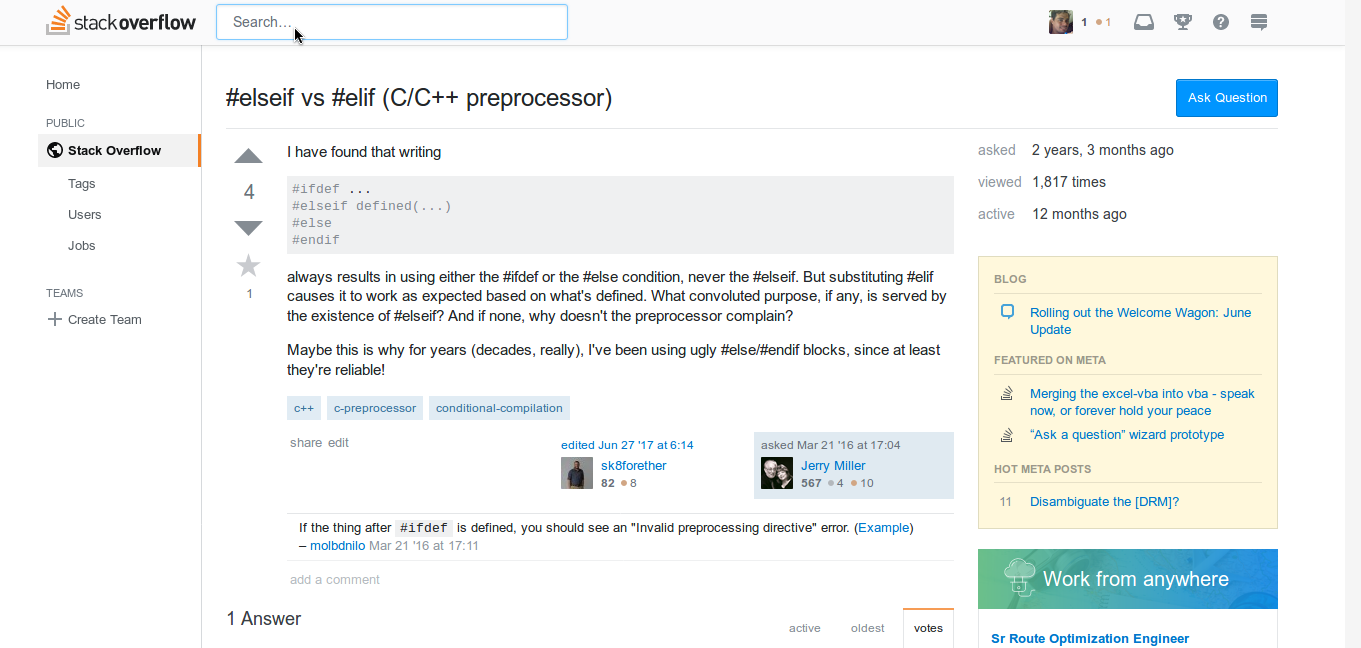 stack overflow
Search…
1 ● 1
?
Home
PUBLIC
Stack Overflow
Tags
Users
Jobs
TEAMS
Create Team
#elseif vs #elif (C/C++ preprocessor)
Ask Question
4
1
I have found that writing
#ifdef ...
#elseif defined(...)
#else
#endif
always results in using either the #ifdef or the #else condition, never the #elseif. But substituting #elif
causes it to work as expected based on what's defined. What convoluted purpose, if any, is served by
the existence of #elseif? And if none, why doesn't the preprocessor complain?
Maybe this is why for years (decades, really), I've been using ugly #else/#endif blocks, since at least
they're reliable!
c++ c-preprocessor conditional-compilation
share edit
edited Jun 27 '17 at 6:14
sk8forether
82 ● 8
asked Mar 21 '16 at 17:04
Jerry Miller
567 ● 4 ● 10
If the thing after #ifdef is defined, you should see an "Invalid preprocessing directive" error. (Example)
– molbdnilo Mar 21 '16 at 17:11
add a comment
1 Answer
active oldest votes
asked 2 years, 3 months ago
viewed 1,817 times
active 12 months ago
BLOG
Rolling out the Welcome Wagon: June
Update
FEATURED ON META
Merging the excel-vba into vba - speak
now, or forever hold your peace
“Ask a question” wizard prototype
HOT META POSTS
11 Disambiguate the [DRM]?
Work from anywhere
Sr Route Optimization Engineer